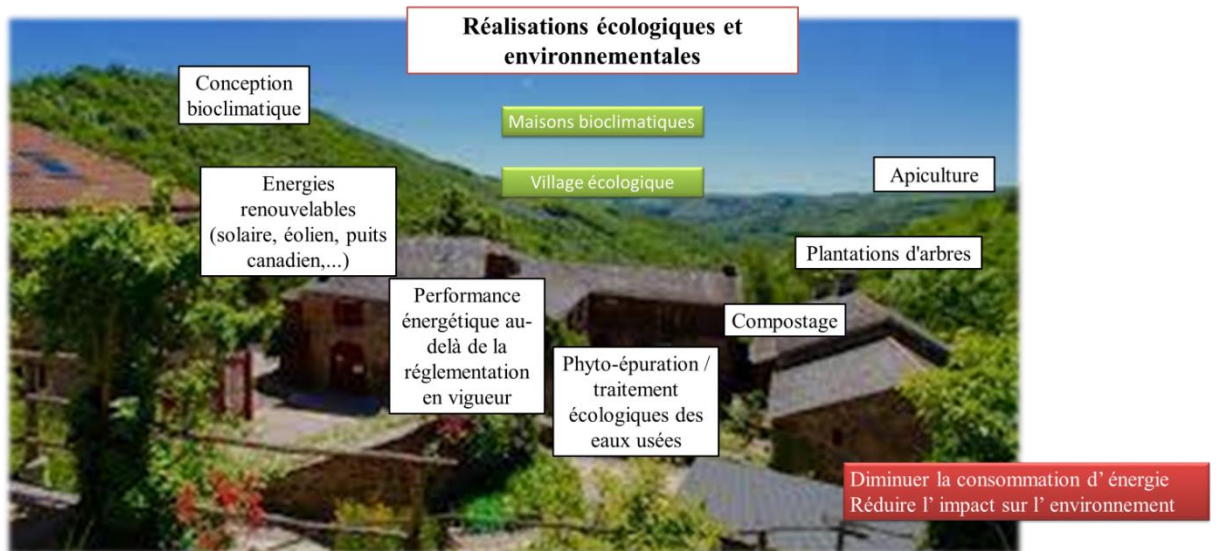 Réalisations écologiques et
environnementales
Conception
bioclimatique
Maisons bioclimatiques
Village écologique
Apiculture
Energies
renouvelables
(solaire, éolien, puits
canadien,...)
Plantations d'arbres
Performance
énergétique au-
delà de la
réglementation
en vigueur
Compostage
Phyto-épuration /
traitement
écologiques des
eaux usées
Diminuer la consommation d’ énergie
Réduire l’ impact sur l’ environnement